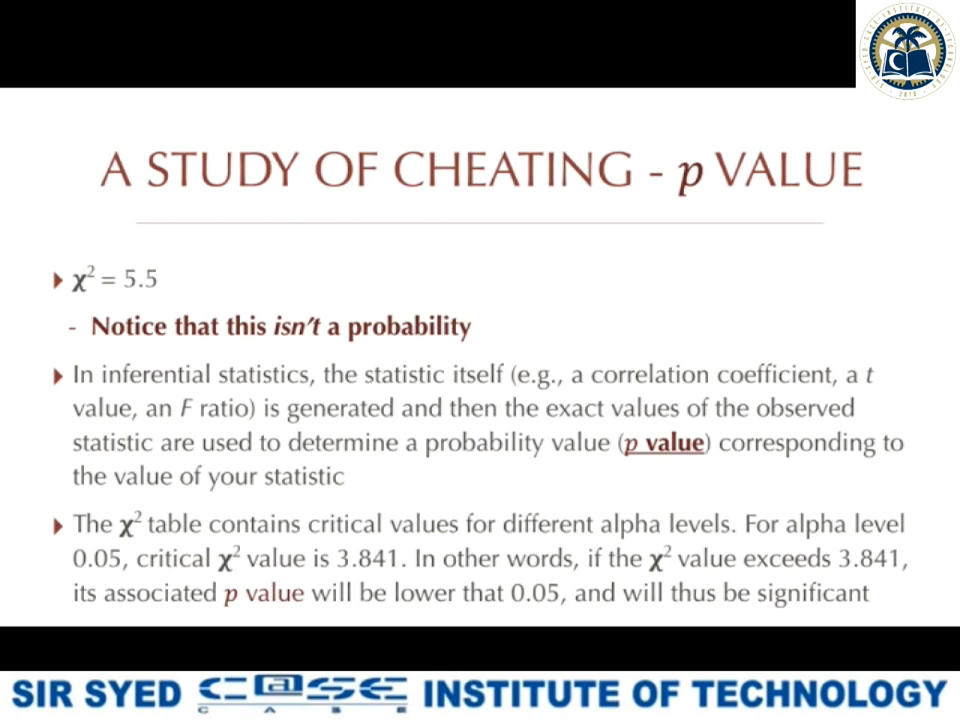 A STUDY OF CHEATING - p VALUE
χ² = 5.5
- Notice that this isn't a probability
In inferential statistics, the statistic itself (e.g., a correlation coefficient, a t
value, an F ratio) is generated and then the exact values of the observed
statistic are used to determine a probability value (p value) corresponding to
the value of your statistic
The χ² table contains critical values for different alpha levels. For alpha level
0.05, critical χ² value is 3.841. In other words, if the χ² value exceeds 3.841,
its associated p value will be lower that 0.05, and will thus be significant
SIR SYED C@SE INSTITUTE OF TECHNOLOGY
C A S E